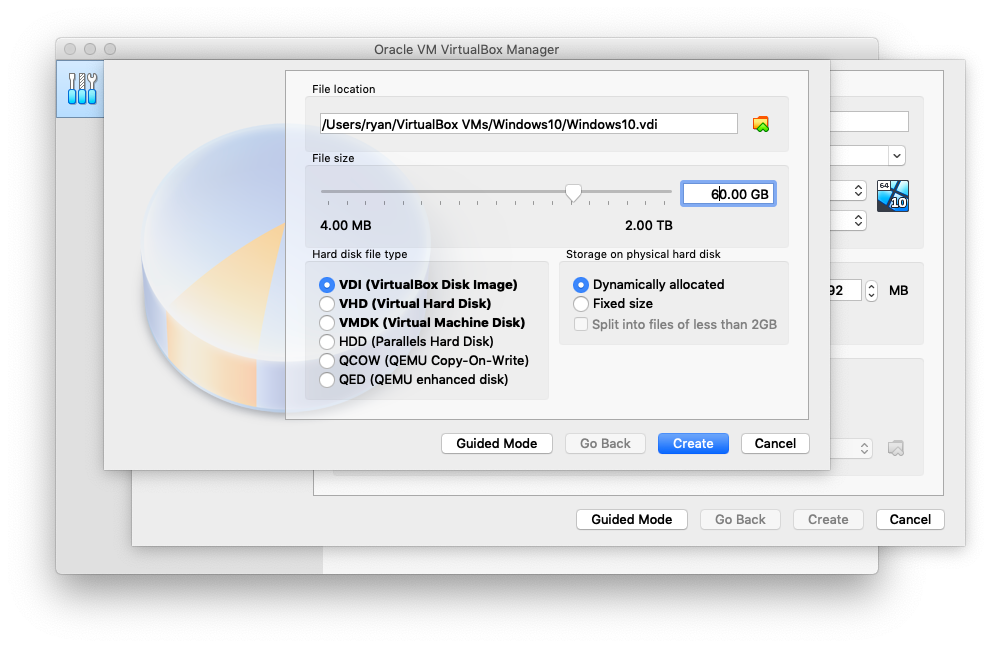 Oracle VM VirtualBox Manager
File location
/Users/ryan/VirtualBox VMs/Windows10/Windows10.vdi
File size
60.00 GB
4.00 MB 2.00 TB
Hard disk file type
Storage on physical hard disk
VDI (VirtualBox Disk Image)
VHD (Virtual Hard Disk)
VMDK (Virtual Machine Disk)
HDD (Parallels Hard Disk)
QCOW (QEMU Copy-On-Write)
QED (QEMU enhanced disk)
Dynamically allocated
Fixed size
Split into files of less than 2GB
64
10
92 MB
Guided Mode Go Back Create Cancel
Guided Mode Go Back Create Cancel